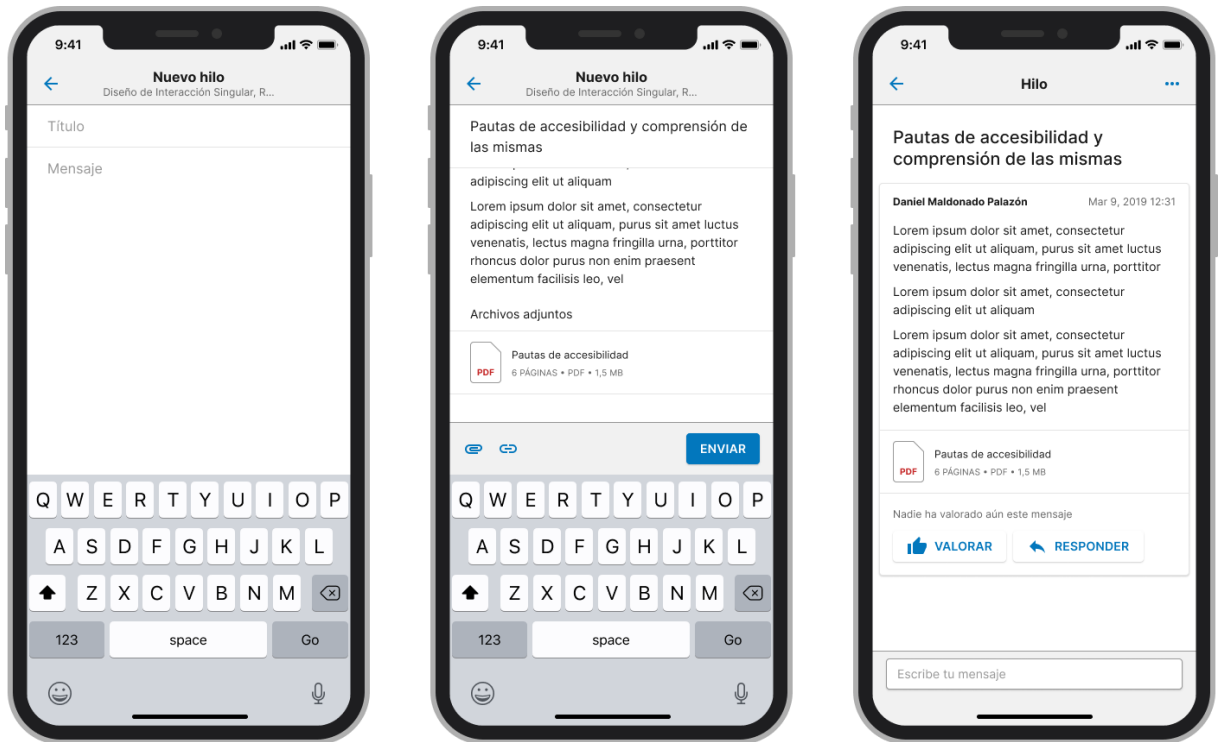 9:41
Nuevo hilo
Diseño de Interacción Singular, R...
Título
Mensaje
Q W E R T Y U I O P
A S D F G H J K L
Z X C V B N M
123 space Go
9:41
Nuevo hilo
Diseño de Interacción Singular, R...
Pautas de accesibilidad y comprensión de
las mismas
adipiscing elit ut aliquam
Lorem ipsum dolor sit amet, consectetur
adipiscing elit ut aliquam, purus sit amet luctus
venenatis, lectus magna fringilla urna, porttitor
rhoncus dolor purus non enim praesent
elementum facilisis leo, vel
Archivos adjuntos
PDF
Pautas de accesibilidad
6 PÁGINAS • PDF • 1,5 MB
ENVIAR
Q W E R T Y U I O P
A S D F G H J K L
Z X C V B N M
123 space Go
9:41
Hilo
Pautas de accesibilidad y
comprensión de las mismas
Daniel Maldonado Palazón Mar 9, 2019 12:31
Lorem ipsum dolor sit amet, consectetur
adipiscing elit ut aliquam, purus sit amet luctus
venenatis, lectus magna fringilla urna, porttitor
Lorem ipsum dolor sit amet, consectetur
adipiscing elit ut aliquam
Lorem ipsum dolor sit amet, consectetur
adipiscing elit ut aliquam, purus sit amet luctus
venenatis, lectus magna fringilla urna, porttitor
rhoncus dolor purus non enim praesent
elementum facilisis leo, vel
PDF
Pautas de accesibilidad
6 PÁGINAS • PDF • 1,5 MB
Nadie ha valorado aún este mensaje
VALORAR RESPONDER
Escribe tu mensaje